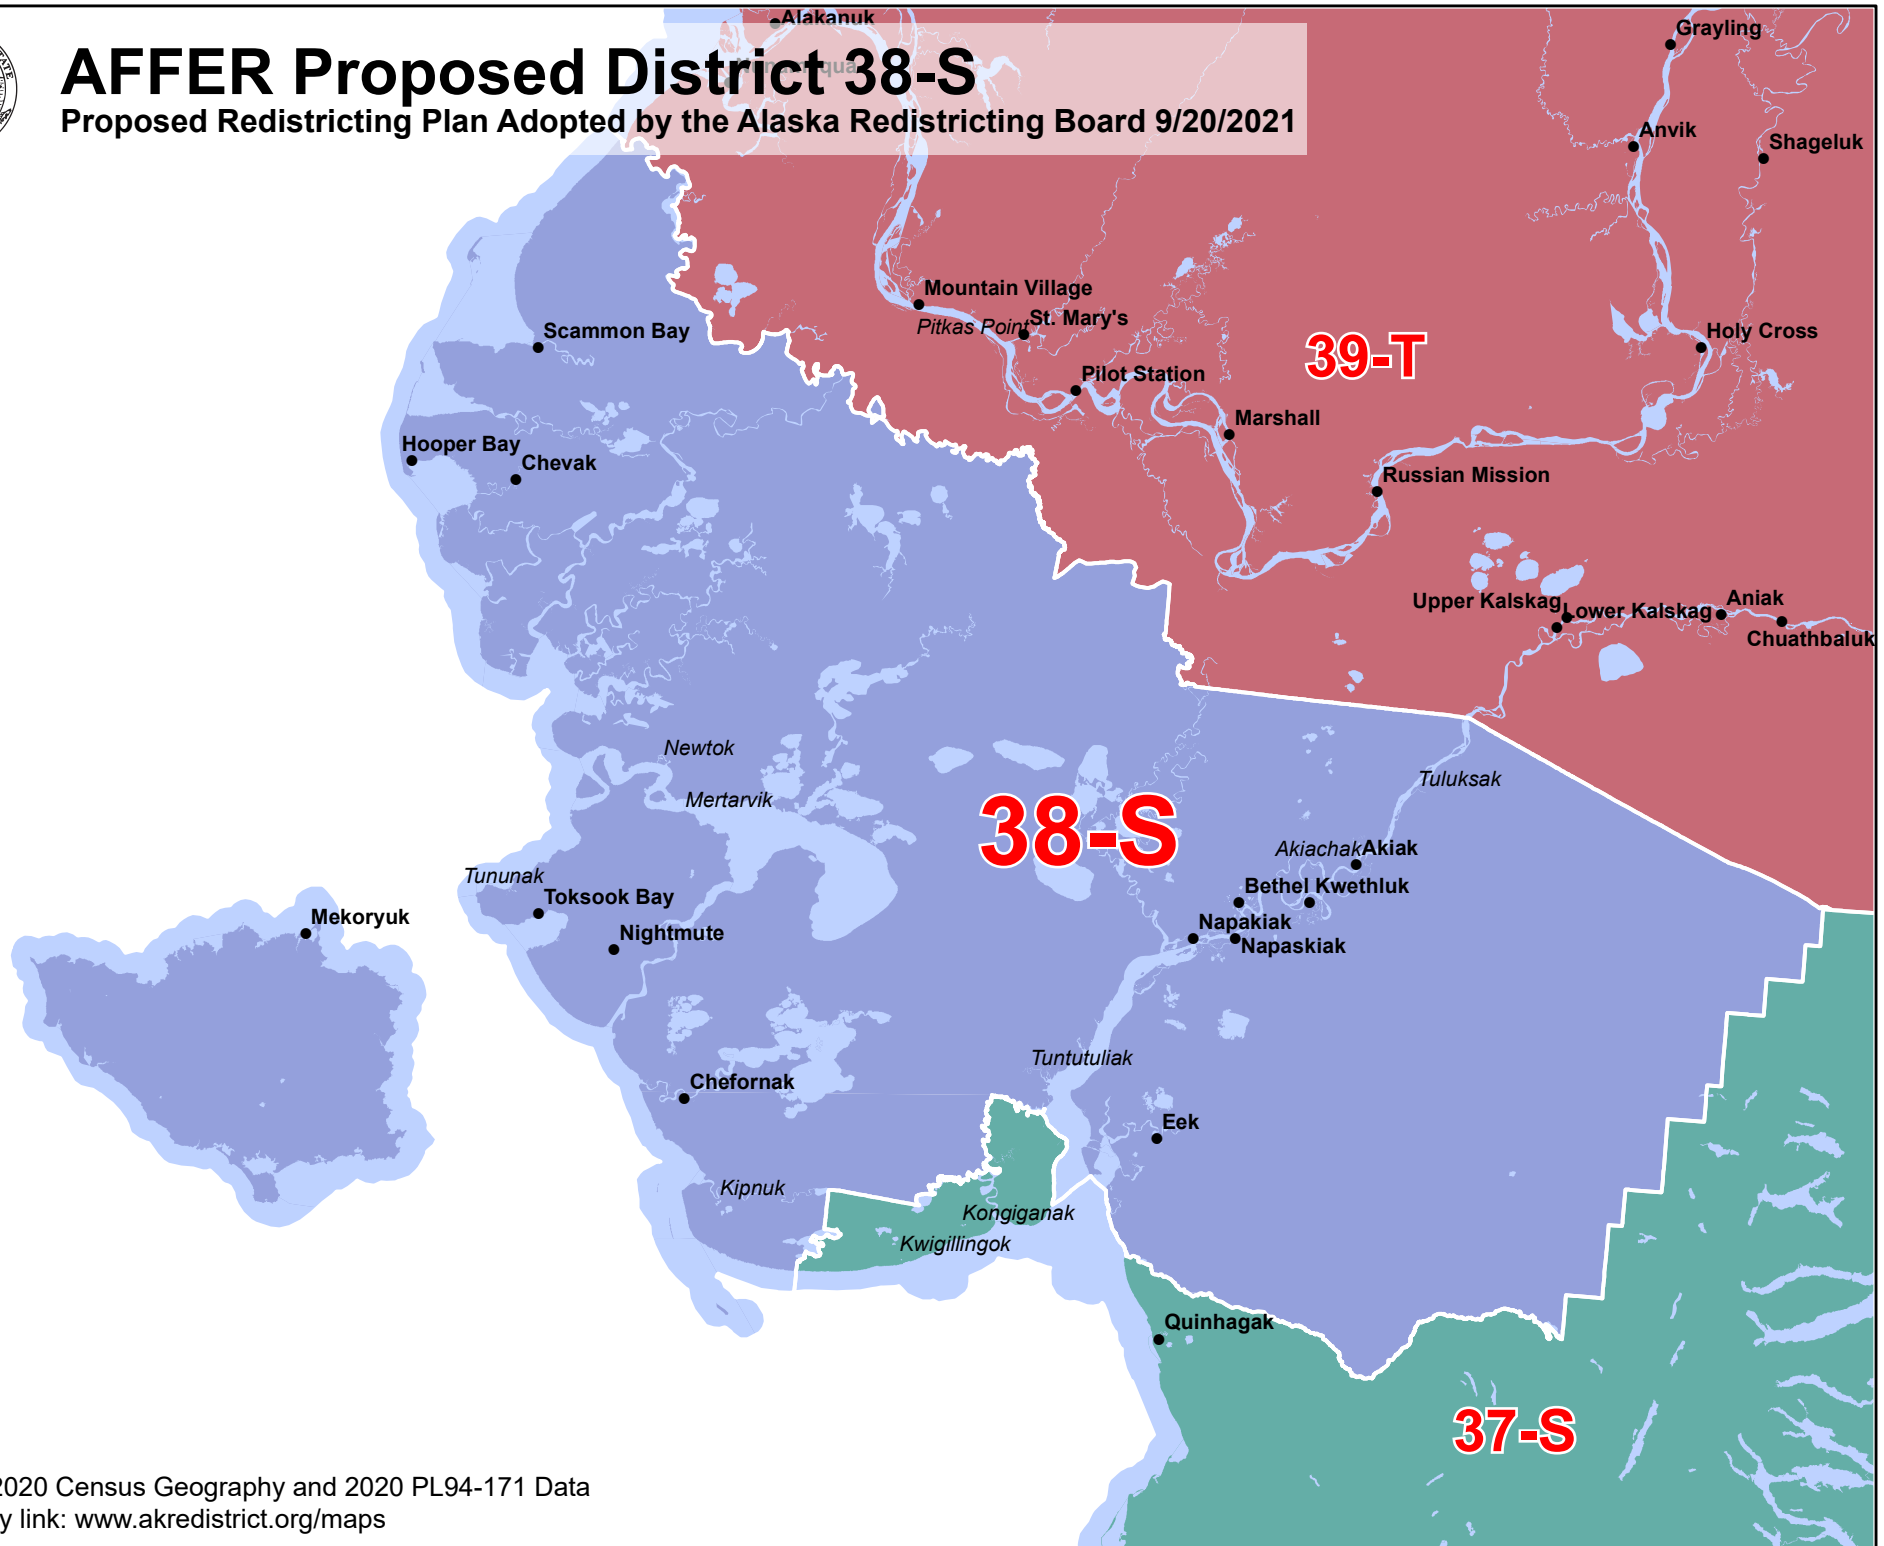 Alakanuk
AFFER Proposed District 38-S
Proposed Redistricting Plan Adopted by the Alaska Redistricting Board 9/20/2021
Grayling
Anvik
Shageluk
Mountain Village
Pitkas Point
St. Mary's
Scammon Bay
39-T
Holy Cross
Pilot Station
Marshall
Hooper Bay
Chevak
Russian Mission
Upper Kalskag
Lower Kalskag
Aniak
Chuathbaluk
Newtok
Mertarvik
38-S
Tuluksak
Akiachak
Akiak
Tununak
Toksook Bay
Bethel
Kwethluk
Mekoryuk
Nightmute
Napakiak
Napaskiak
Tuntutuliak
Chefornak
Eek
Kipnuk
Kongiganak
Kwigillingok
Quinhagak
37-S
2020 Census Geography and 2020 PL94-171 Data
y link: www.akredistrict.org/maps